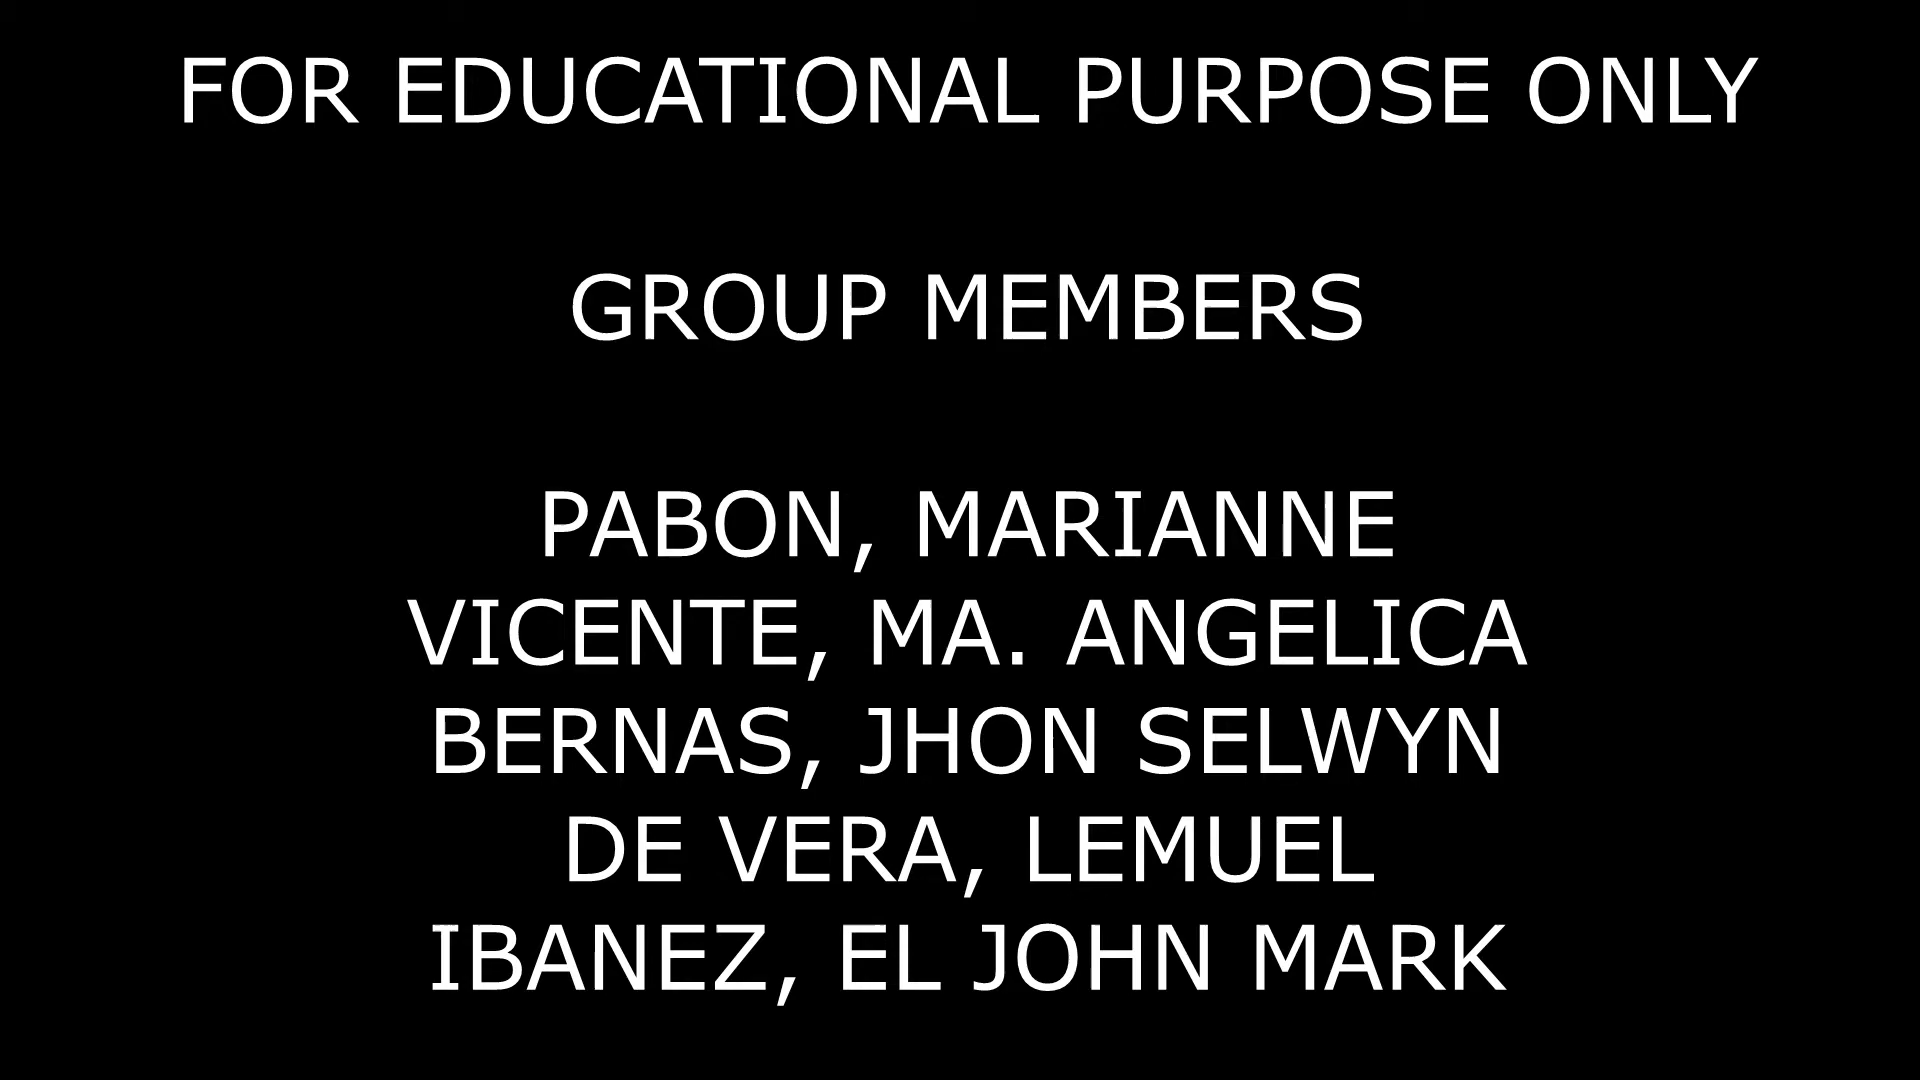 FOR EDUCATIONAL PURPOSE ONLY
GROUP MEMBERS
PABON, MARIANNE
VICENTE, MA. ANGELICA
BERNAS, JHON SELWYN
DE VERA, LEMUEL
IBANEZ, EL JOHN MARK